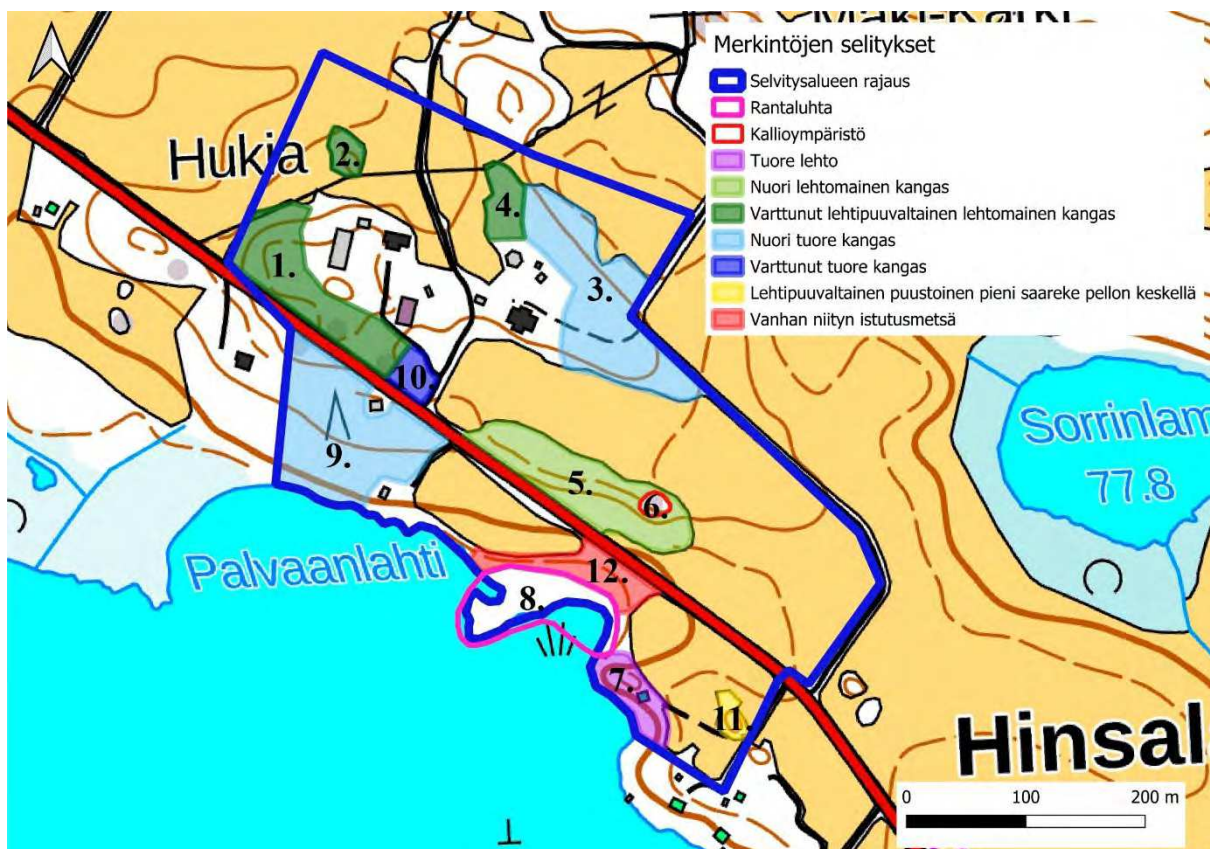 Mäki-Karki
Merkintöjen selitykset
Selvitysalueen rajaus
Rantaluhta
Kallioympäristö
Tuore lehto
Nuori lehtomainen kangas
Varttunut lehtipuuvaltainen lehtomainen kangas
Nuori tuore kangas
Varttunut tuore kangas
Lehtipuuvaltainen puustoinen pieni saareke pellon keskellä
Vanhan niityn istutusmetsä
Hukia
2.
4.
1.
3.
10.
9.
5.
6.
Sorrinlam
77.8
Palvaanlahti
12.
8.
7.
11.
Hinsal
0 100 200 m